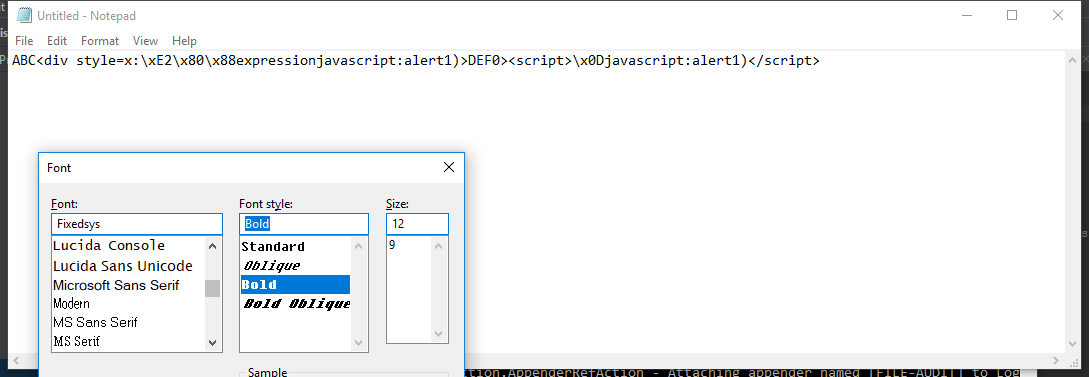 Untitled - Notepad
File Edit Format View Help
ABC<div style=x:\xE2\x80\x88expressionjavascript:alert1)>DEF0><script>\x0Djavascript:alert1)</script>
Font
Font: Font style: Size:
Fixedsys Bold 12
Lucida Console Standard 9
Lucida Sans Unicode Oblique
Microsoft Sans Serif Bold
Modern Bold Oblique
MS Sans Serif
MS Serif
Sample
tion.AppenderRefAction - Attaching appender named [FILE-AUDIT] to Log